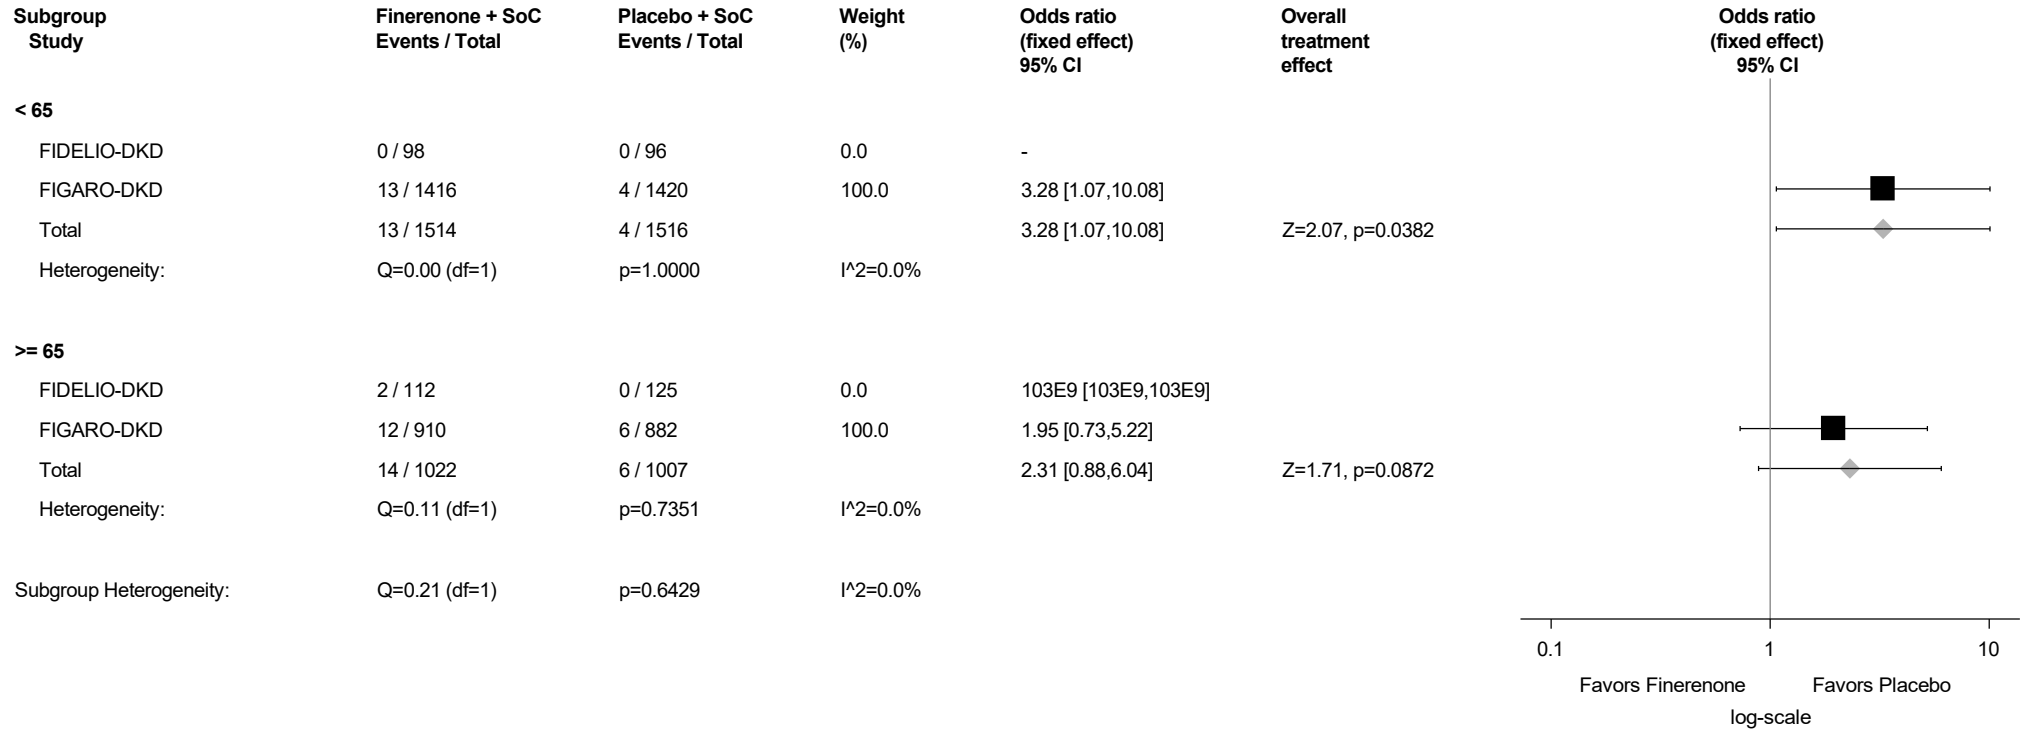 Subgroup Finerenone + SoC Placebo + SoC Weight Odds ratio Overall Odds ratio
Study Events / Total Events / Total (%) (fixed effect) treatment (fixed effect)
95% CI effect 95% CI
< 65
FIDELIO-DKD 0 / 98 0 / 96 0.0 -
FIGARO-DKD 13 / 1416 4 / 1420 100.0 3.28 [1.07,10.08]
Total 13 / 1514 4 / 1516 3.28 [1.07,10.08] Z=2.07, p=0.0382
Heterogeneity: Q=0.00 (df=1) p=1.0000 I^2=0.0%
>= 65
FIDELIO-DKD 2 / 112 0 / 125 0.0 103E9 [103E9,103E9]
FIGARO-DKD 12 / 910 6 / 882 100.0 1.95 [0.73,5.22]
Total 14 / 1022 6 / 1007 2.31 [0.88,6.04] Z=1.71, p=0.0872
Heterogeneity: Q=0.11 (df=1) p=0.7351 I^2=0.0%
Subgroup Heterogeneity: Q=0.21 (df=1) p=0.6429 I^2=0.0%
0.1 1 10
Favors Finerenone Favors Placebo
log-scale